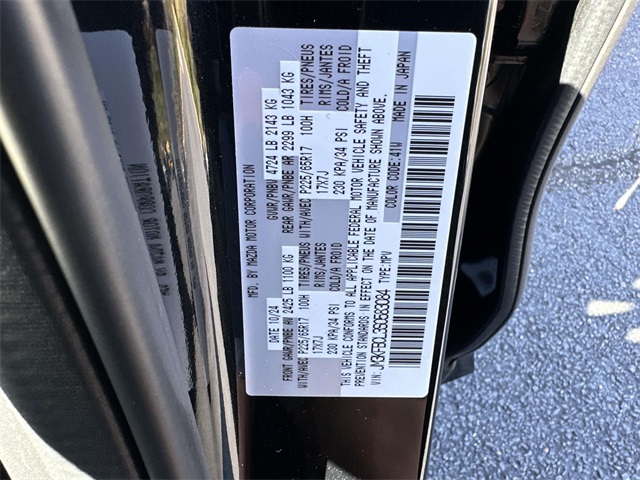 MFD. BY MAZDA MOTOR CORPORATION
DATE 10/24 GVWR/PNBV 4724 LB 2143 KG
FRONT GAWR/PNBE AV 2425 LB 1100 KG REAR GAWR/PNBE AR 2299 LB 1043 KG
WITH/AVEC P225/65R17 100H TIRES/PNEUS WITH/AVEC P225/65R17 100H TIRES/PNEUS
17X7J RIMS/JANTES 17X7J RIMS/JANTES
230 KPA/34 PSI COLD/A FROID 230 KPA/34 PSI COLD/A FROID
THIS VEHICLE CONFORMS TO ALL APPLICABLE FEDERAL MOTOR VEHICLE SAFETY AND THEFT
PREVENTION STANDARDS IN EFFECT ON THE DATE OF MANUFACTURE SHOWN ABOVE.
VIN: TYPE: MPV COLOR CODE: 41W MADE IN JAPAN